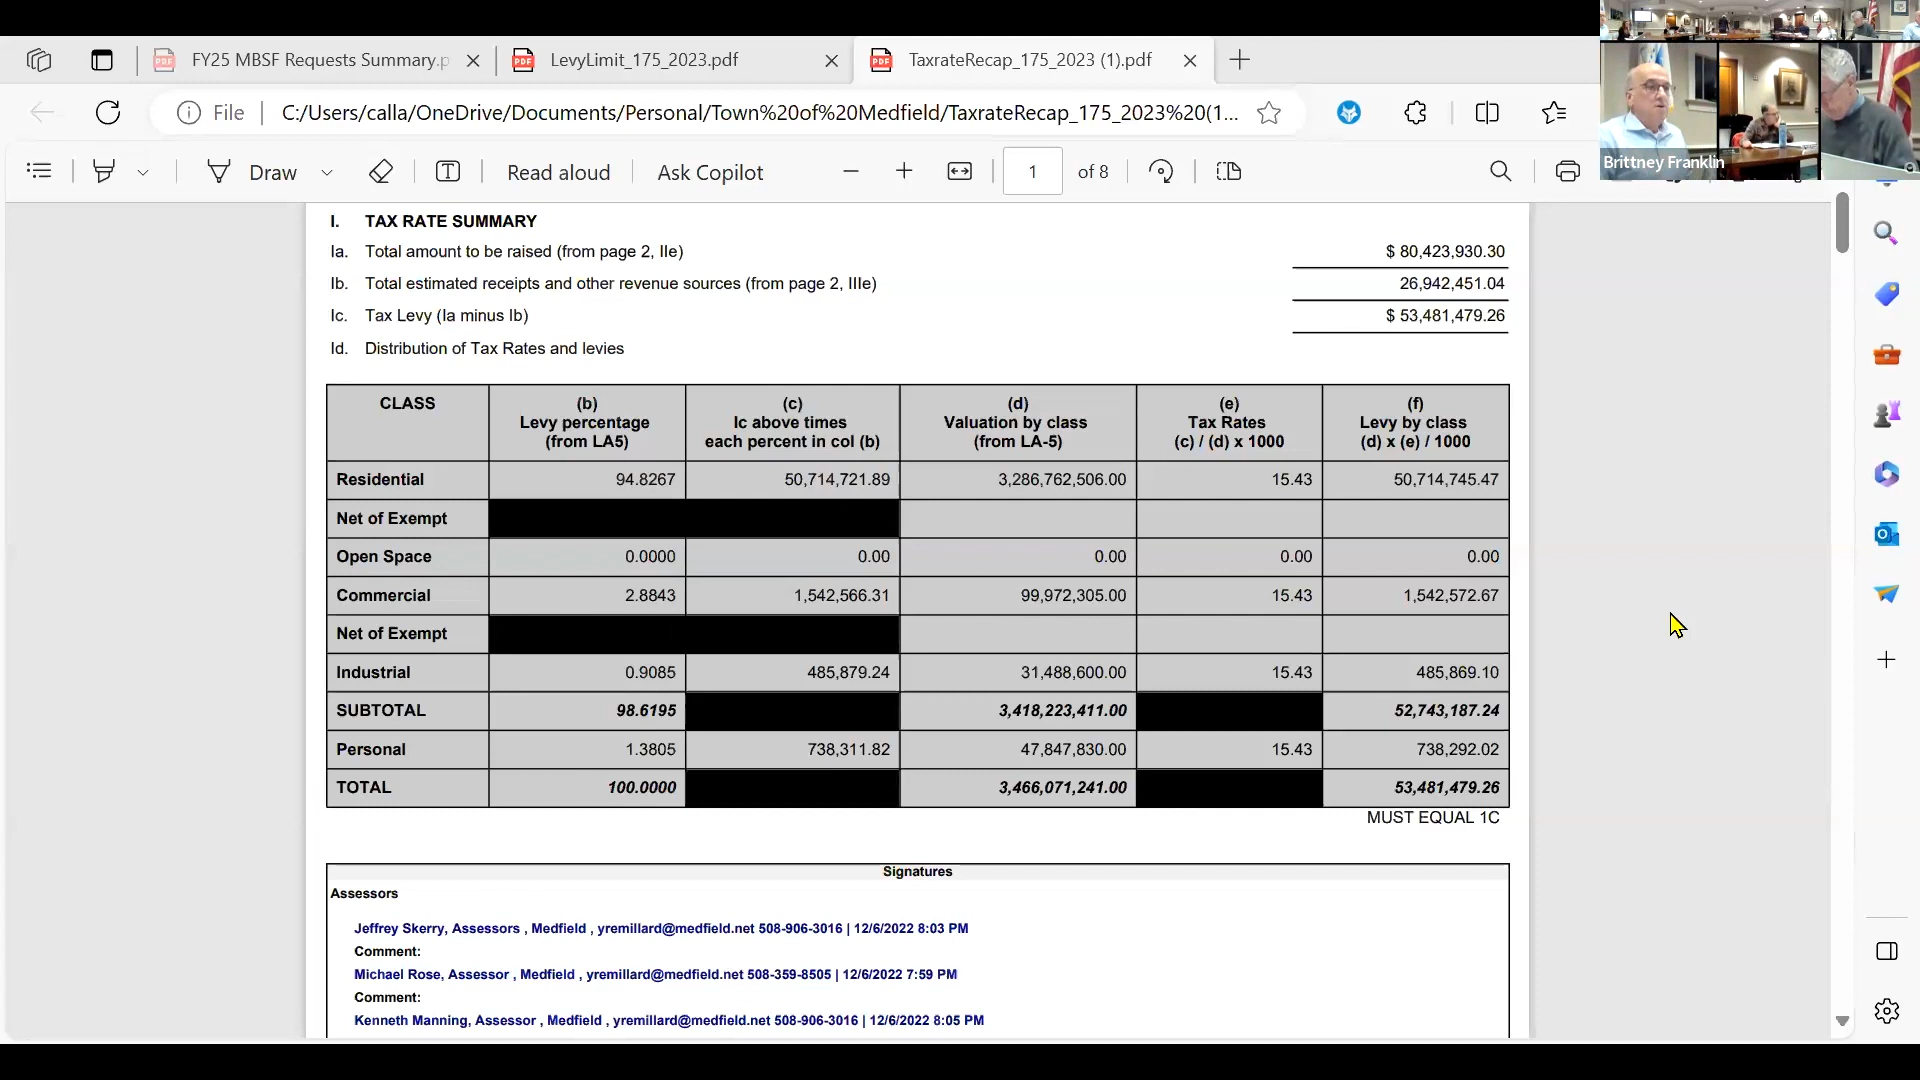 FY25 MBSF Requests Summary.p
LevyLimit_175_2023.pdf
TaxrateRecap_175_2023 (1).pdf
File
C:/Users/calla/OneDrive/Documents/Personal/Town%20of%20Medfield/TaxrateRecap_175_2023%20(1...
Brittney Franklin
Draw
Read aloud
Ask Copilot
1
of 8
I. TAX RATE SUMMARY
Ia. Total amount to be raised (from page 2, IIe) $ 80,423,930.30
Ib. Total estimated receipts and other revenue sources (from page 2, IIIe) 26,942,451.04
Ic. Tax Levy (Ia minus Ib) $ 53,481,479.26
Id. Distribution of Tax Rates and levies
CLASS (b) Levy percentage (from LA5) (c) Ic above times each percent in col (b) (d) Valuation by class (from LA-5) (e) Tax Rates (c) / (d) x 1000 (f) Levy by class (d) x (e) / 1000
Residential 94.8267 50,714,721.89 3,286,762,506.00 15.43 50,714,745.47
Net of Exempt
Open Space 0.0000 0.00 0.00 0.00 0.00
Commercial 2.8843 1,542,566.31 99,972,305.00 15.43 1,542,572.67
Net of Exempt
Industrial 0.9085 485,879.24 31,488,600.00 15.43 485,869.10
SUBTOTAL 98.6195 3,418,223,411.00 52,743,187.24
Personal 1.3805 738,311.82 47,847,830.00 15.43 738,292.02
TOTAL 100.0000 3,466,071,241.00 53,481,479.26
MUST EQUAL 1C
Signatures
Assessors
Jeffrey Skerry, Assessors , Medfield , yremillard@medfield.net 508-906-3016 | 12/6/2022 8:03 PM
Comment:
Michael Rose, Assessor , Medfield , yremillard@medfield.net 508-359-8505 | 12/6/2022 7:59 PM
Comment:
Kenneth Manning, Assessor , Medfield , yremillard@medfield.net 508-906-3016 | 12/6/2022 8:05 PM